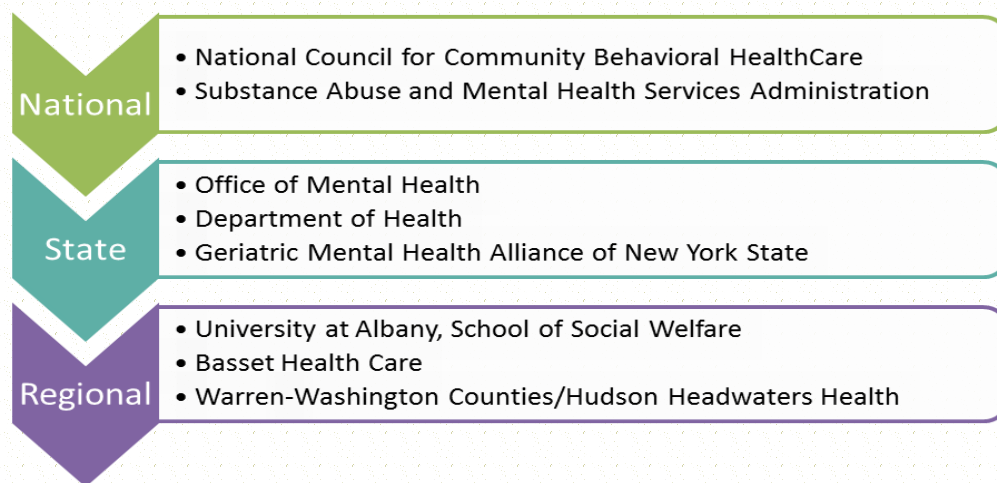 National
• National Council for Community Behavioral HealthCare
• Substance Abuse and Mental Health Services Administration
State
• Office of Mental Health
• Department of Health
• Geriatric Mental Health Alliance of New York State
Regional
• University at Albany, School of Social Welfare
• Basset Health Care
• Warren-Washington Counties/Hudson Headwaters Health